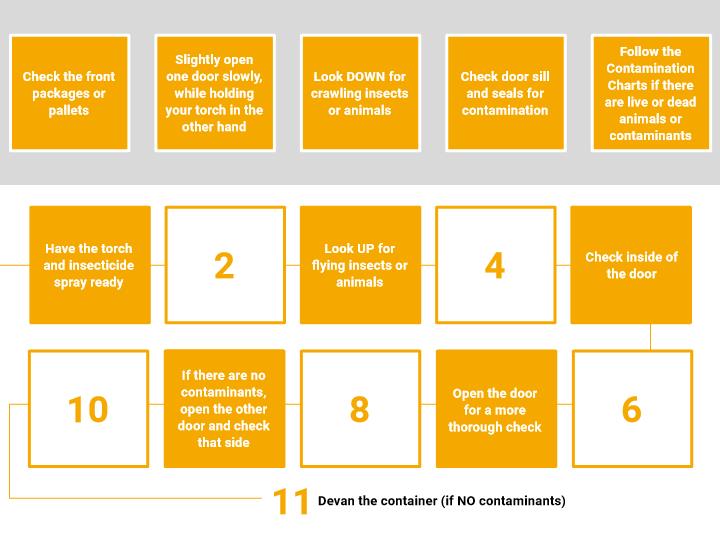 Check the front
packages or
pallets
Slightly open
one door slowly,
while holding
your torch in the
other hand
Look DOWN for
crawling insects
or animals
Check door sill
and seals for
contamination
Follow the
Contamination
Charts if there
are live or dead
animals or
contaminants
Have the torch
and insecticide
spray ready
2
Look UP for
flying insects or
animals
4
Check inside of
the door
10
If there are no
contaminants,
open the other
door and check
that side
8
Open the door
for a more
thorough check
6
11 Devan the container (if NO contaminants)